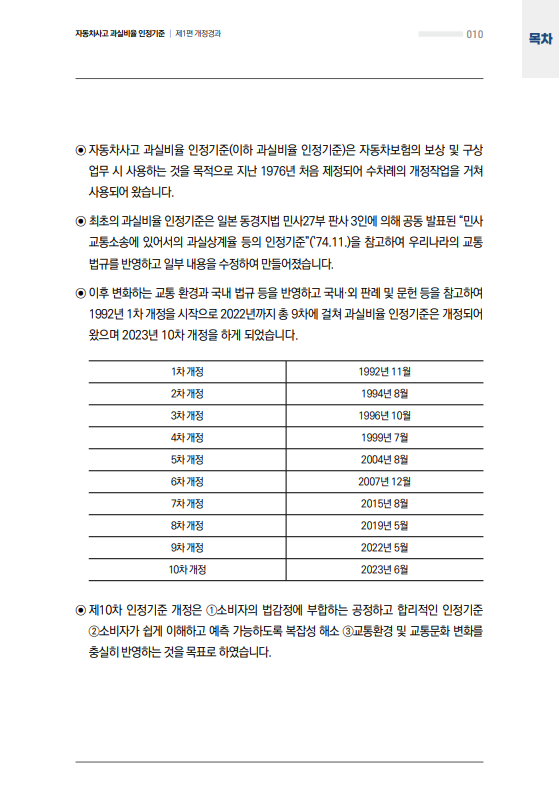 자동차사고 과실비율 인정기준 | 제1편 개정경과
010
목차
◉ 자동차사고 과실비율 인정기준(이하 과실비율 인정기준)은 자동차보험의 보상 및 구상
업무 시 사용하는 것을 목적으로 지난 1976년 처음 제정되어 수차례의 개정작업을 거쳐
사용되어 왔습니다.
◉ 최초의 과실비율 인정기준은 일본 동경지법 민사27부 판사 3인에 의해 공동 발표된 “민사
교통소송에 있어서의 과실상계율 등의 인정기준”(’74.11.)을 참고하여 우리나라의 교통
법규를 반영하고 일부 내용을 수정하여 만들어졌습니다.
◉ 이후 변화하는 교통 환경과 국내 법규 등을 반영하고 국내·외 판례 및 문헌 등을 참고하여
1992년 1차 개정을 시작으로 2022년까지 총 9차에 걸쳐 과실비율 인정기준은 개정되어
왔으며 2023년 10차 개정을 하게 되었습니다.
1차 개정 1992년 11월
2차 개정 1994년 8월
3차 개정 1996년 10월
4차 개정 1999년 7월
5차 개정 2004년 8월
6차 개정 2007년 12월
7차 개정 2015년 8월
8차 개정 2019년 5월
9차 개정 2022년 5월
10차 개정 2023년 6월
◉ 제10차 인정기준 개정은 ①소비자의 법감정에 부합하는 공정하고 합리적인 인정기준
②소비자가 쉽게 이해하고 예측 가능하도록 복잡성 해소 ③교통환경 및 교통문화 변화를
충실히 반영하는 것을 목표로 하였습니다.